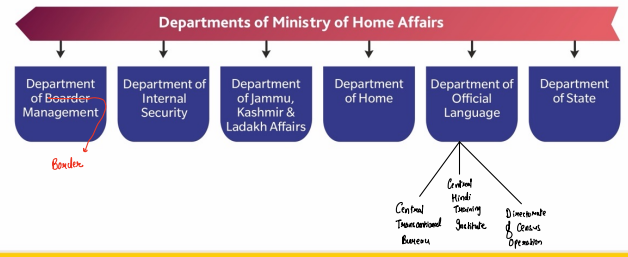 Departments of Ministry of Home Affairs
Department
of Boarder
Management
Department of
Internal
Security
Department
of Jammu,
Kashmir &
Ladakh Affairs
Department
of Home
Department of
Official
Language
Department
of State
Border
Central
Transational
Bureau
Central
Hindi
Training
Institute
Directorate
of Census
Operation